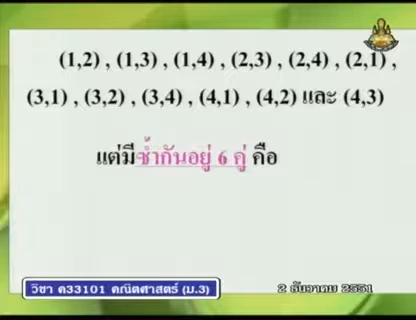 (1,2) , (1,3) , (1,4) , (2,3) , (2,4) , (2,1) ,
(3,1) , (3,2) , (3,4) , (4,1) , (4,2) และ (4,3)
แต่มีซ้ำกันอยู่ 6 คู่ คือ
วิชา ค33101 คณิตศาสตร์ (ม.3)
2 ธันวาคม 2551